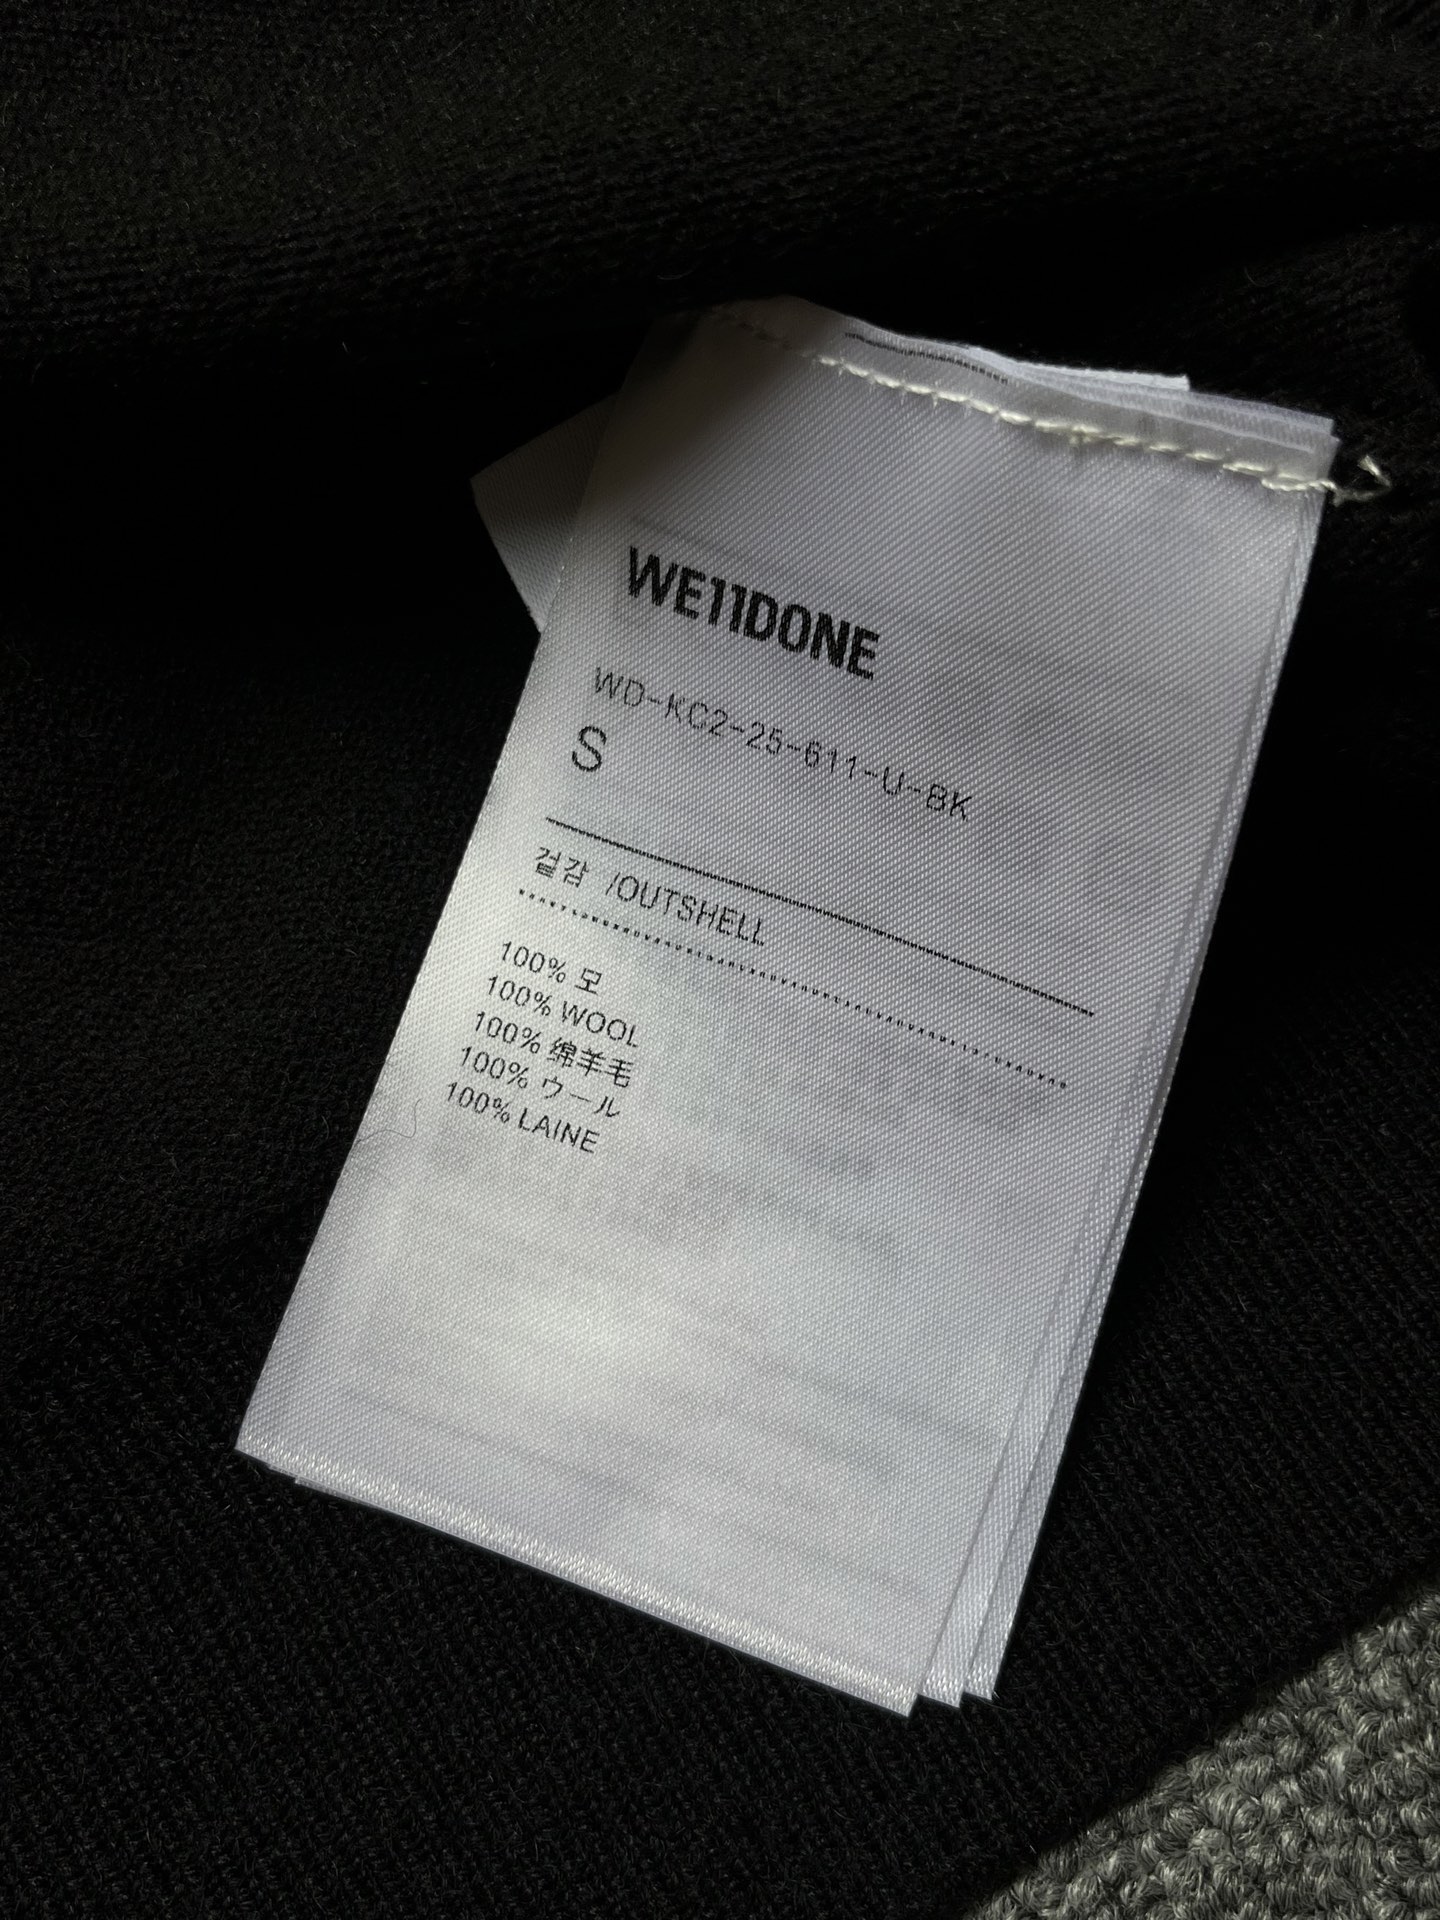 WE11DONE
WD-KC2-25-611-U-BK
S
겉감 /OUTSHELL
100% 모
100% WOOL
100% 绵羊毛
100% ウール
100% LAINE